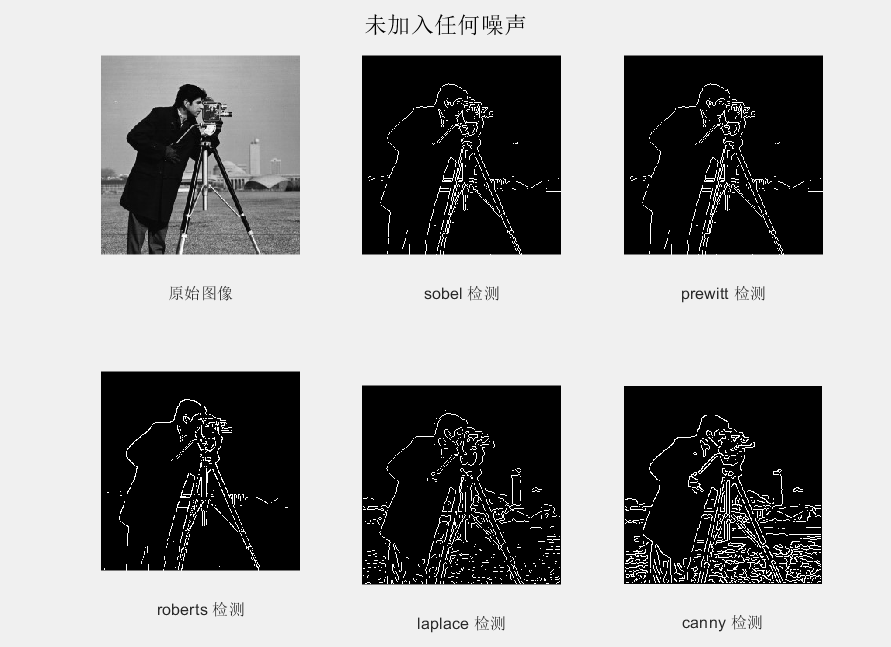 未加入任何噪声
原始图像
sobel 检测
prewitt 检测
roberts 检测
laplace 检测
canny 检测